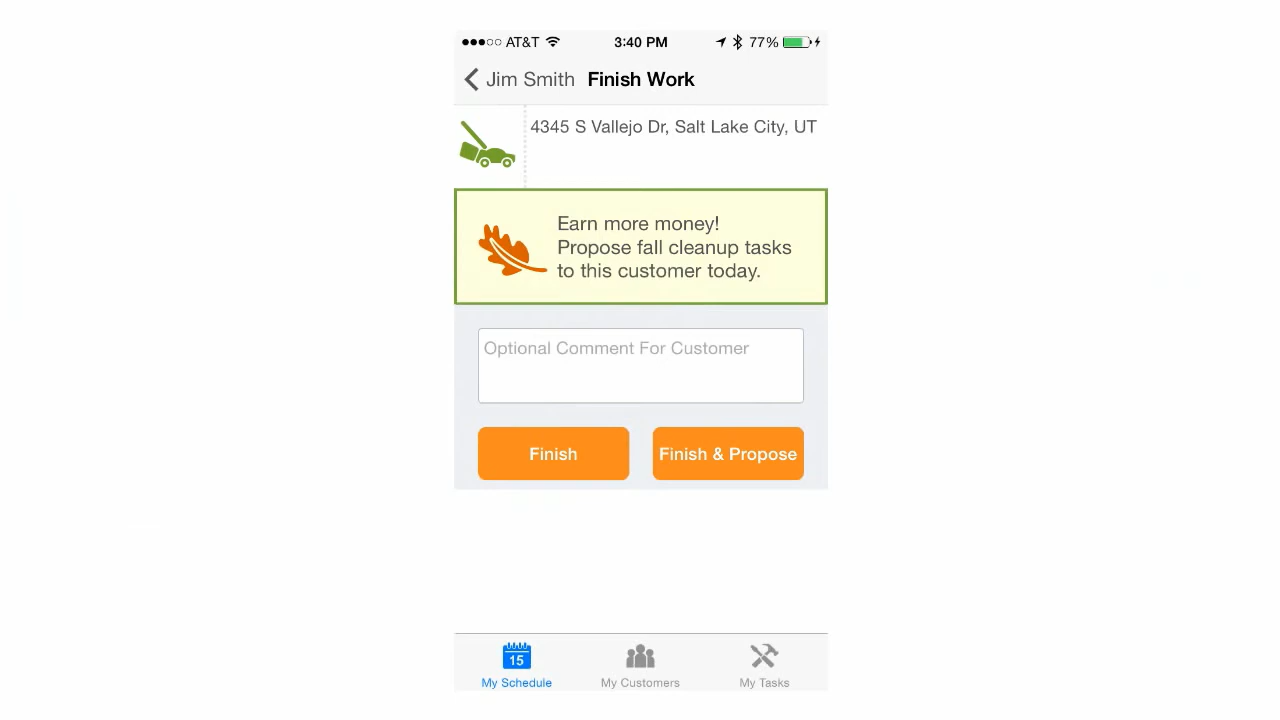 AT&T 3:40 PM 77%
Jim Smith Finish Work
4345 S Vallejo Dr, Salt Lake City, UT
Earn more money!
Propose fall cleanup tasks
to this customer today.
Optional Comment For Customer
Finish Finish & Propose
15
My Schedule My Customers My Tasks